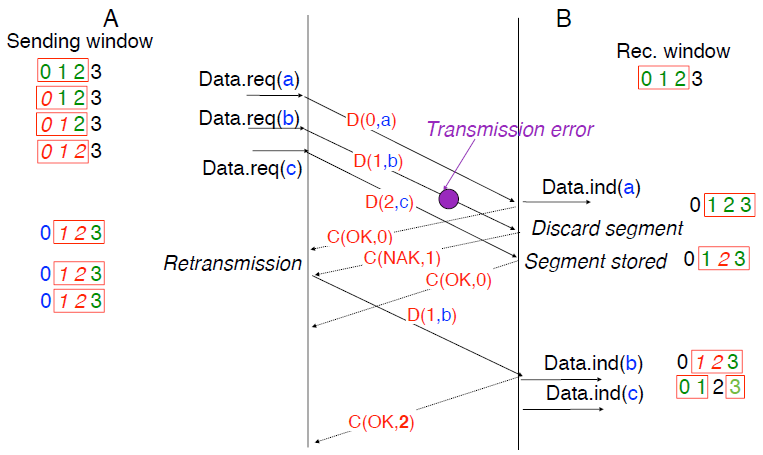 A
B
Sending window
Rec. window
0 1 2 3
0 1 2 3
0 1 2 3
0 1 2 3
0 1 2 3
Data.req(a)
Data.req(b)
Data.req(c)
D(0,a)
Transmission error
D(1,b)
D(2,c)
Data.ind(a)
0 1 2 3
0 1 2 3
Discard segment
C(OK,0)
C(NAK,1)
Retransmission
Segment stored
0 1 2 3
0 1 2 3
C(OK,0)
0 1 2 3
D(1,b)
Data.ind(b)
0 1 2 3
Data.ind(c)
0 1 2 3
C(OK,2)